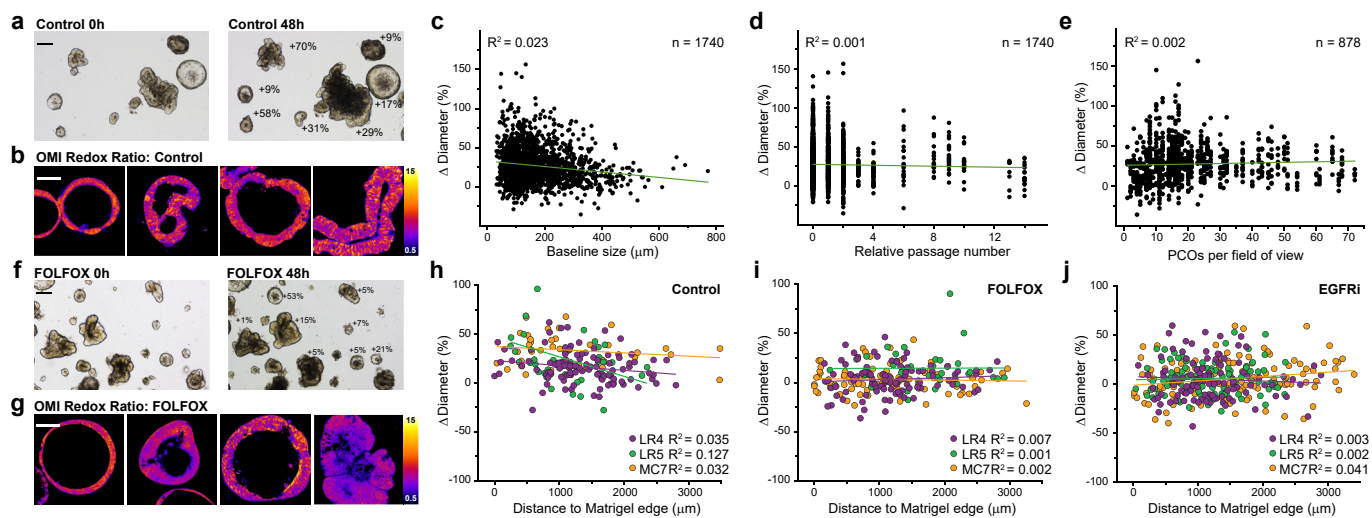 a
Control 0h
Control 48h
+70%
+9%
+9%
+58%
+31%
+17%
+29%
b
OMI Redox Ratio: Control
15
0.5
c
R² = 0.023
n = 1740
Δ Diameter (%)
150
100
50
0
0
200
400
600
800
Baseline size (μm)
d
R² = 0.001
n = 1740
Δ Diameter (%)
150
100
50
0
0
4
8
12
Relative passage number
e
R² = 0.002
n = 878
Δ Diameter (%)
150
100
50
0
0
10
20
30
40
50
60
70
PCOs per field of view
f
FOLFOX 0h
FOLFOX 48h
+53%
+5%
+1%
+15%
+7%
+5%
+5%
+21%
g
OMI Redox Ratio: FOLFOX
15
0.5
h
Control
Δ Diameter (%)
100
50
0
-50
-100
LR4 R² = 0.035
LR5 R² = 0.127
MC7R² = 0.032
0
1000
2000
3000
Distance to Matrigel edge (μm)
i
FOLFOX
Δ Diameter (%)
100
50
0
-50
-100
LR4 R² = 0.007
LR5 R² = 0.001
MC7R² = 0.002
0
1000
2000
3000
Distance to Matrigel edge (μm)
j
EGFRi
Δ Diameter (%)
100
50
0
-50
-100
LR4 R² = 0.003
LR5 R² = 0.002
MC7R² = 0.041
0
1000
2000
3000
Distance to Matrigel edge (μm)